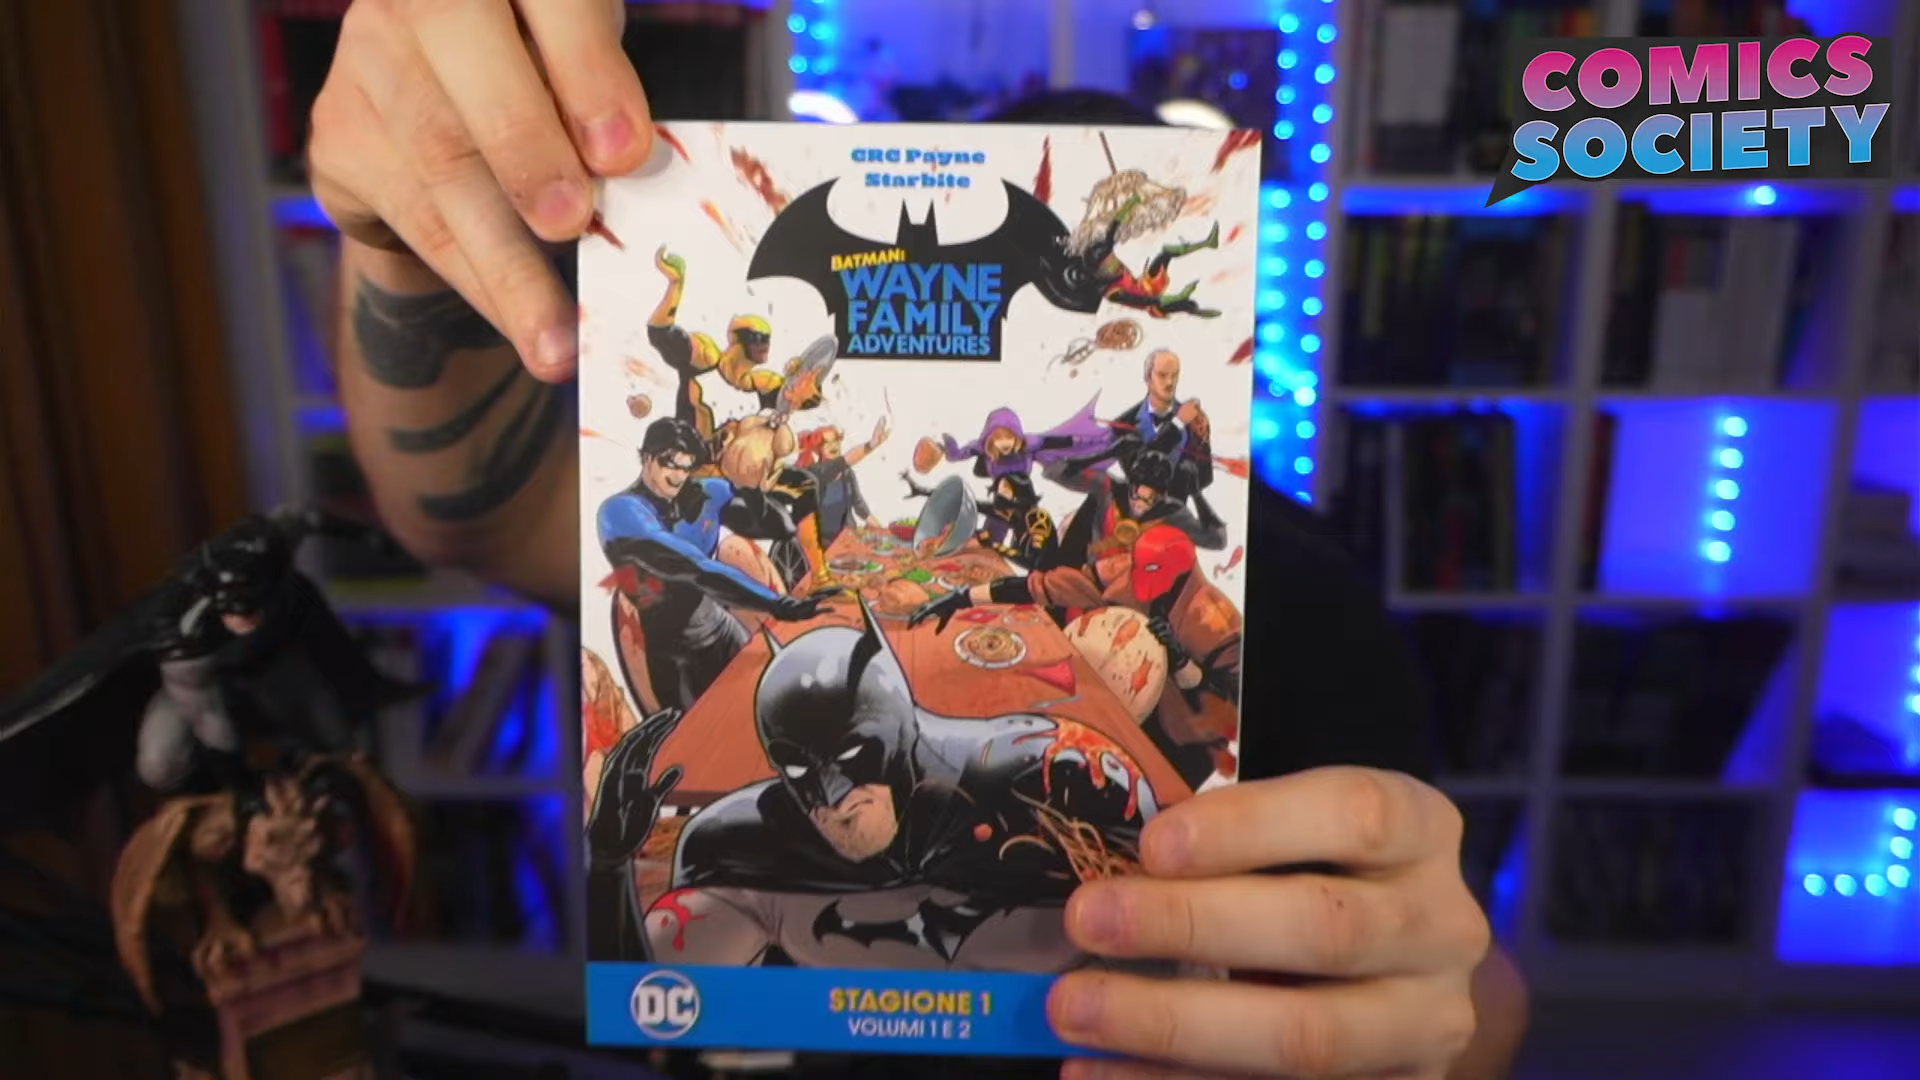 COMICS
SOCIETY
CRC Payne
Starbite
BATMAN:
WAYNE
FAMILY
ADVENTURES
DC
STAGIONE 1
VOLUMI 1 E 2